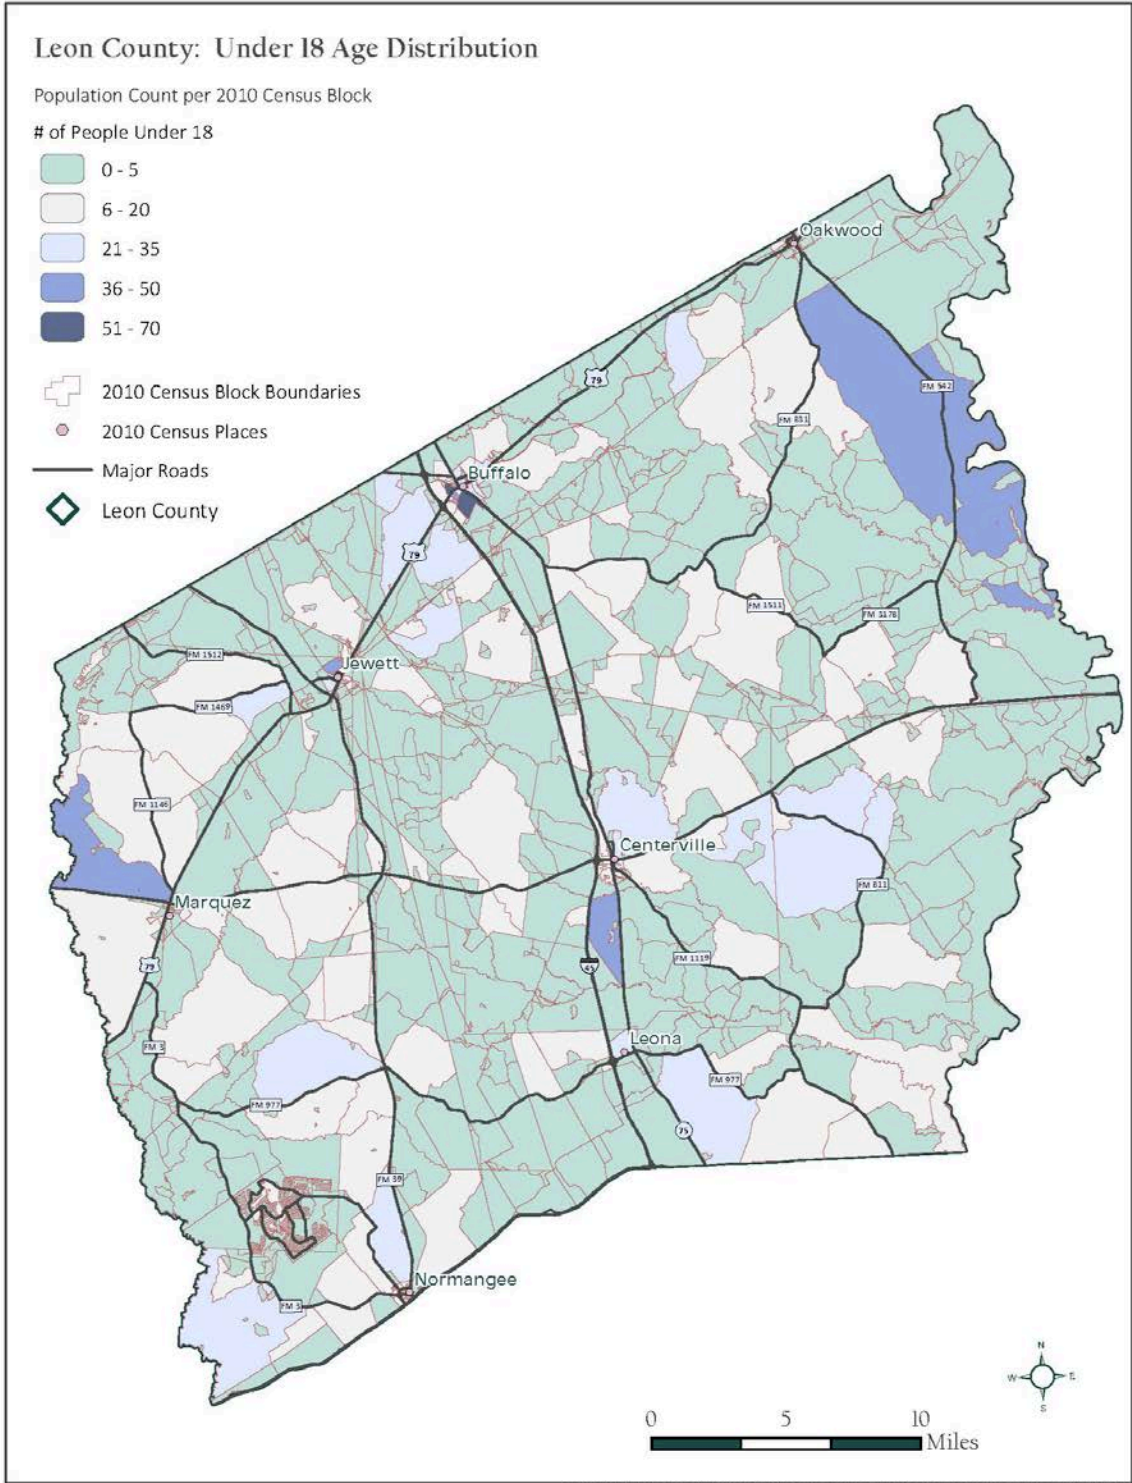 Leon County: Under 18 Age Distribution
Population Count per 2010 Census Block
# of People Under 18
0 - 5
6 - 20
21 - 35
36 - 50
51 - 70
2010 Census Block Boundaries
2010 Census Places
Major Roads
Leon County
Oakwood
79
FM 542
FM 831
Buffalo
79
FM 1511
FM 3178
FM 1512
Jewett
FM 1469
FM 1146
Centerville
FM 811
Marquez
FM 1119
79
45
Leona
FM 3
FM 977
FM 977
75
FM 39
Normangee
FM 3
N
W
S
0 5 10
Miles